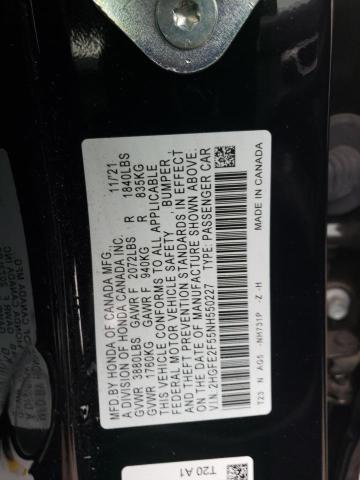 MFD.BY HONDA OF CANADA MFG. 11/21
A DIVISION OF HONDA CANADA INC.
GVWR 3880LBS GAWR F 2072LBS R 1840LBS
GVWR 1760KG GAWR F 940KG R 835KG
THIS VEHICLE CONFORMS TO ALL APPLICABLE
FEDERAL MOTOR VEHICLE SAFETY, BUMPER,
AND THEFT PREVENTION STANDARDS IN EFFECT
ON THE DATE OF MANUFACTURE SHOWN ABOVE.
V.I.N.:2HGFE2F55NH550227 TYPE:PASSENGER CAR
T23 N AG5 -NH731P -Z -H MADE IN CANADA
T20 A1